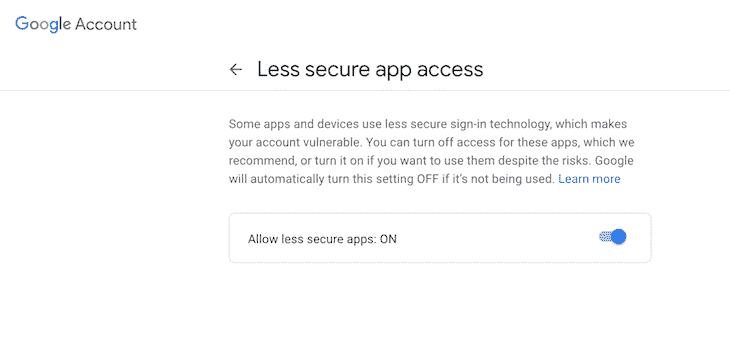 Google Account
Less secure app access
Some apps and devices use less secure sign-in technology, which makes
your account vulnerable. You can turn off access for these apps, which we
recommend, or turn it on if you want to use them despite the risks. Google
will automatically turn this setting OFF if it's not being used. Learn more
Allow less secure apps: ON